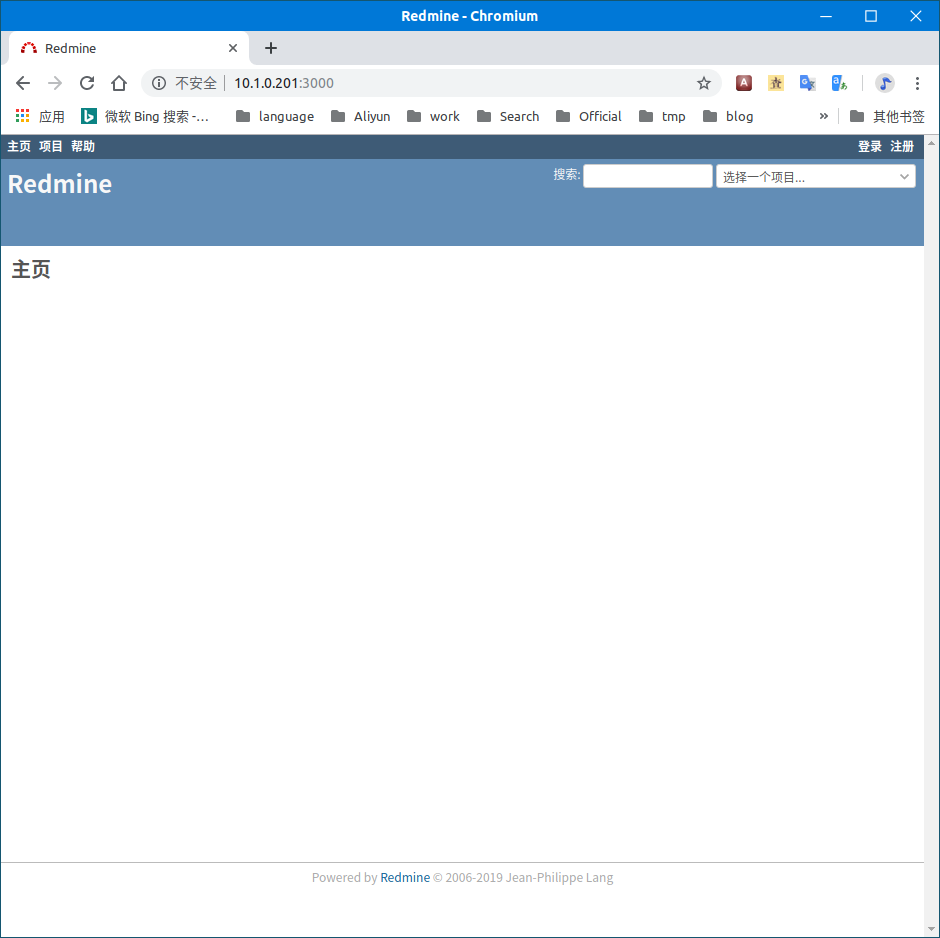 Redmine - Chromium
Redmine
不安全 10.1.0.201:3000
应用 微软 Bing 搜索 -... language Aliyun work Search Official tmp blog » 其他书签
主页 项目 帮助 登录 注册
Redmine 搜索: 选择一个项目...
主页
Powered by Redmine © 2006-2019 Jean-Philippe Lang